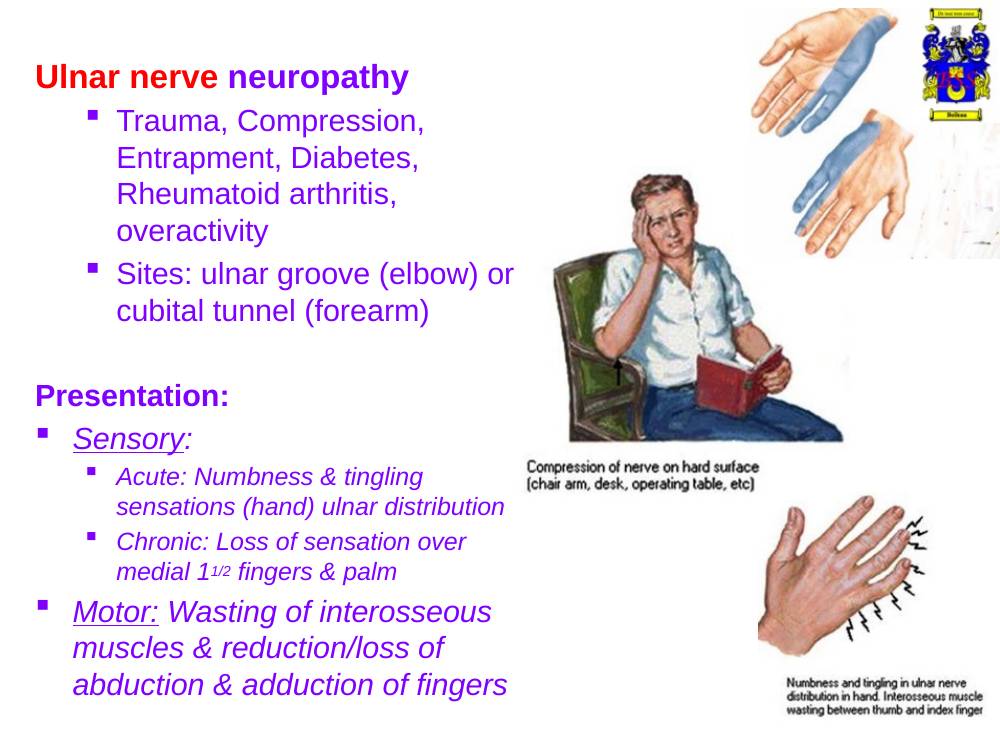 Ulnar nerve neuropathy
▪ Trauma, Compression,
Entrapment, Diabetes,
Rheumatoid arthritis,
overactivity
▪ Sites: ulnar groove (elbow) or
cubital tunnel (forearm)
Presentation:
▪ Sensory:
▪ Acute: Numbness & tingling
sensations (hand) ulnar distribution
▪ Chronic: Loss of sensation over
medial 11/2 fingers & palm
▪ Motor: Wasting of interosseous
muscles & reduction/loss of
abduction & adduction of fingers
Compression of nerve on hard surface
(chair arm, desk, operating table, etc)
Numbness and tingling in ulnar nerve
distribution in hand. Interosseous muscle
wasting between thumb and index finger